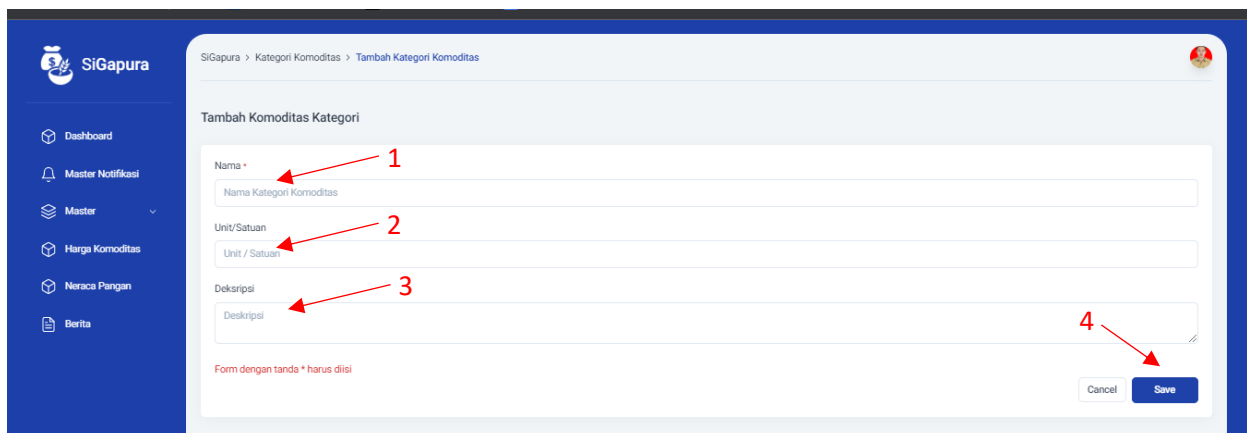 SiGapura
SiGapura > Kategori Komoditas > Tambah Kategori Komoditas
Dashboard
Master Notifikasi
Master
Harga Komoditas
Neraca Pangan
Berita
Tambah Komoditas Kategori
Nama *
1
Nama Kategori Komoditas
Unit/Satuan
2
Unit / Satuan
Deksripsi
3
Deskripsi
4
Form dengan tanda * harus diisi
Cancel
Save